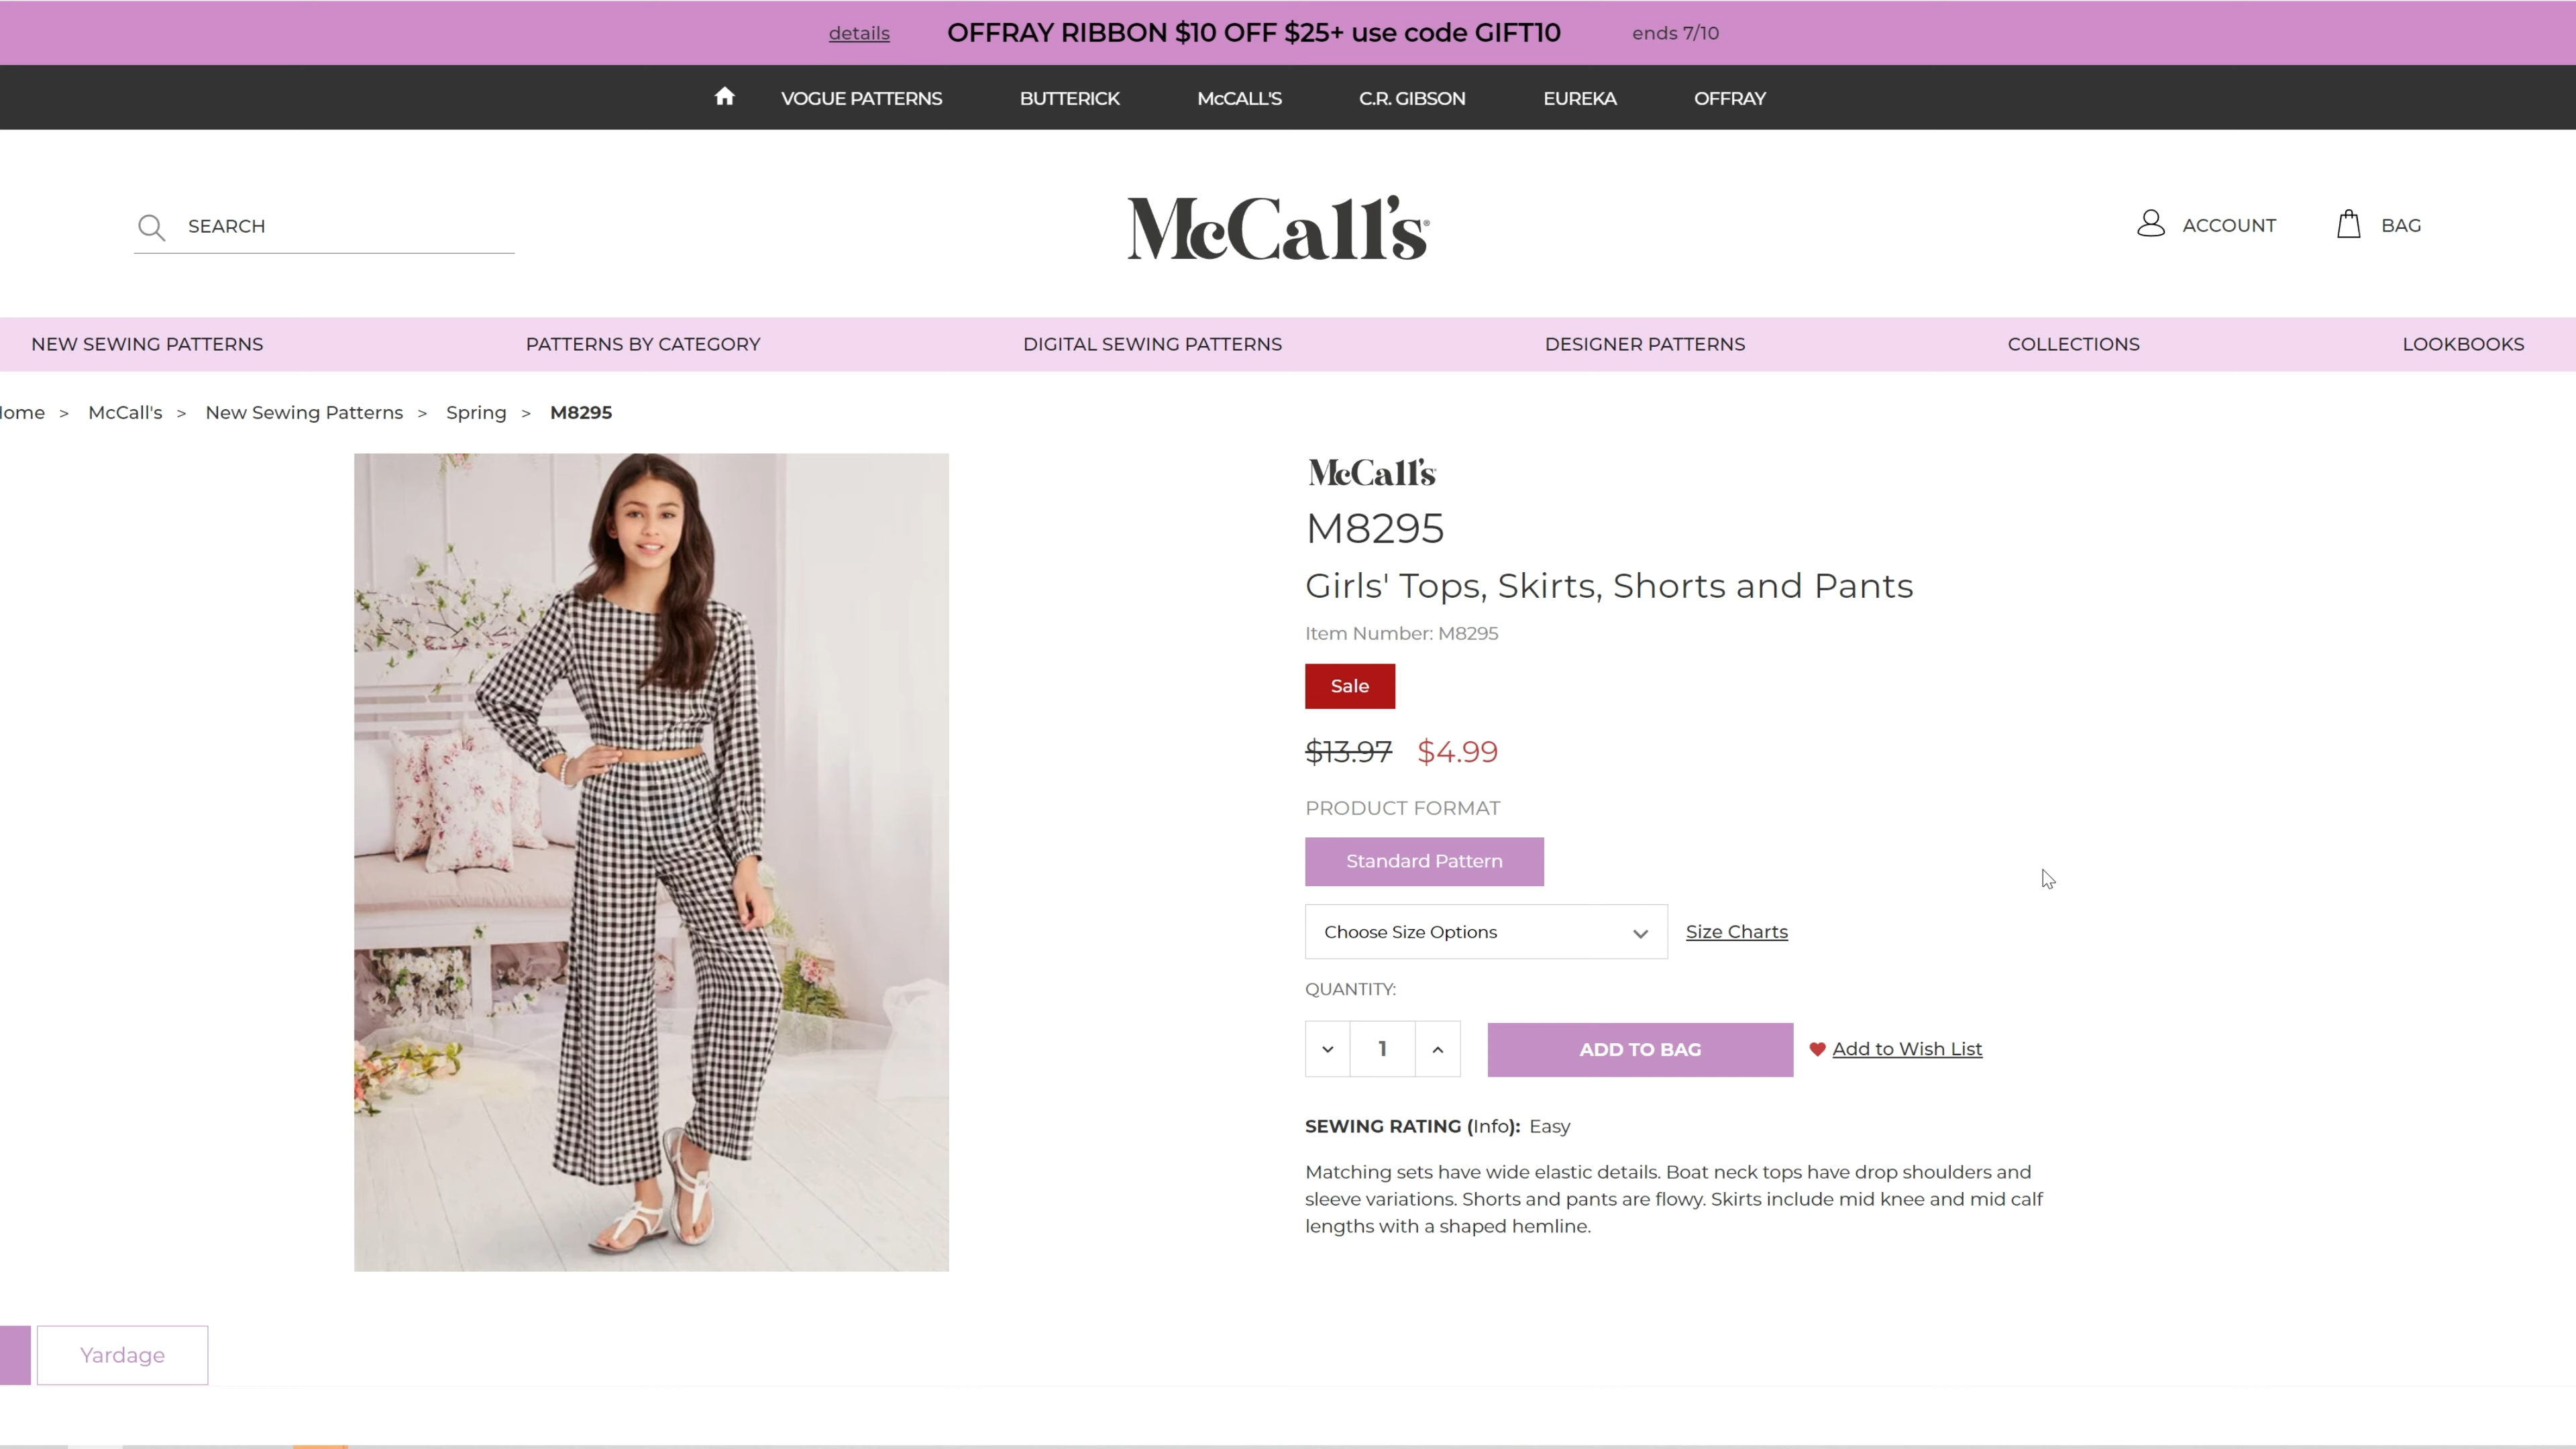 details OFFRAY RIBBON $10 OFF $25+ use code GIFT10 ends 7/10
VOGUE PATTERNS BUTTERICK McCALL'S C.R. GIBSON EUREKA OFFRAY
SEARCH
McCall's
ACCOUNT BAG
NEW SEWING PATTERNS PATTERNS BY CATEGORY DIGITAL SEWING PATTERNS DESIGNER PATTERNS COLLECTIONS LOOKBOOKS
ome > McCall's > New Sewing Patterns > Spring > M8295
McCall's
M8295
Girls' Tops, Skirts, Shorts and Pants
Item Number: M8295
Sale
$13.97 $4.99
PRODUCT FORMAT
Standard Pattern
Choose Size Options Size Charts
QUANTITY:
1 ADD TO BAG Add to Wish List
SEWING RATING (Info): Easy
Matching sets have wide elastic details. Boat neck tops have drop shoulders and
sleeve variations. Shorts and pants are flowy. Skirts include mid knee and mid calf
lengths with a shaped hemline.
Yardage